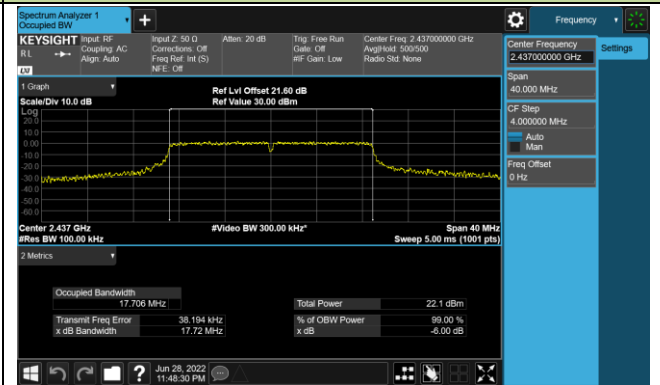 Spectrum Analyzer 1
Occupied BW
+
Frequency
KEYSIGHT
RL
LXI
Input: RF
Coupling: AC
Align: Auto
Input Z: 50 Ω
Corrections: Off
Freq Ref: Int (S)
NFE: Off
Atten: 20 dB
Trig: Free Run
Gate: Off
#IF Gain: Low
Center Freq: 2.437000000 GHz
Avg|Hold: 500/500
Radio Std: None
Center Frequency
2.437000000 GHz
Settings
Span
40.000 MHz
CF Step
4.000000 MHz
Auto
Man
Freq Offset
0 Hz
1 Graph
Scale/Div 10.0 dB
Ref Lvl Offset 21.60 dB
Ref Value 30.00 dBm
Log
20.0
10.0
0.00
-10.0
-20.0
-30.0
-40.0
-50.0
-60.0
Center 2.437 GHz
#Res BW 100.00 kHz
#Video BW 300.00 kHz*
Span 40 MHz
Sweep 5.00 ms (1001 pts)
2 Metrics
Occupied Bandwidth
17.706 MHz
Total Power 22.1 dBm
Transmit Freq Error 38.194 kHz
% of OBW Power 99.00 %
x dB Bandwidth 17.72 MHz
x dB -6.00 dB
?
Jun 28, 2022
11:48:30 PM